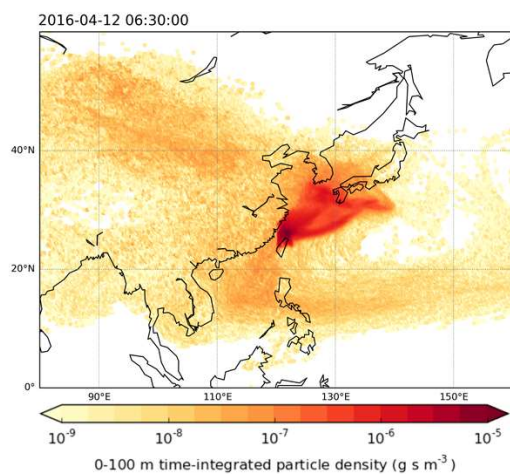 2016-04-12 06:30:00
40°N
20°N
0°
90°E 110°E 130°E 150°E
10⁻⁹ 10⁻⁸ 10⁻⁷ 10⁻⁶ 10⁻⁵
0-100 m time-integrated particle density (g s m⁻³)